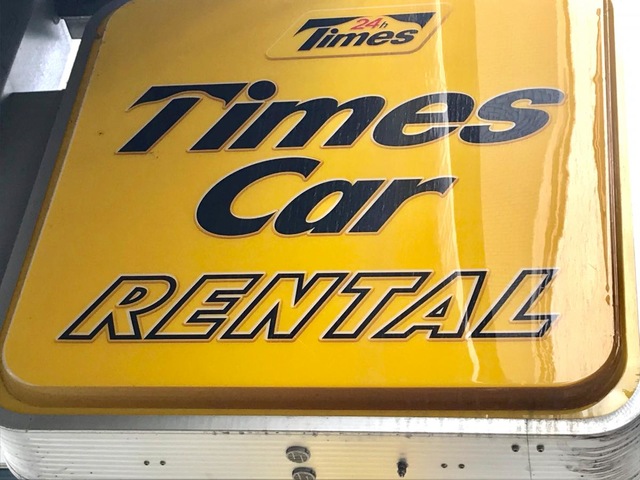 24h
Times
Times
Car
RENTAL